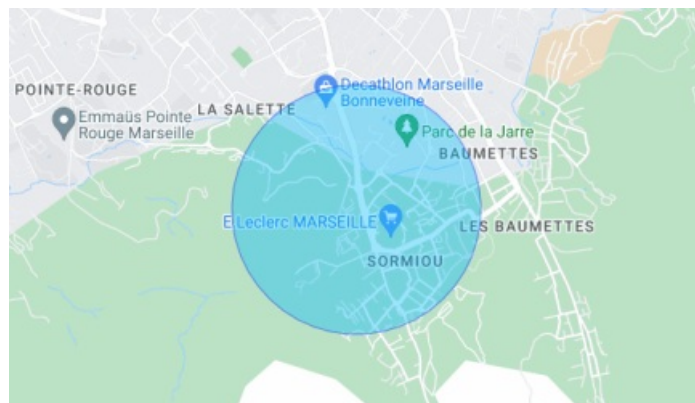 POINTE-ROUGE
Emmaüs Pointe
Rouge Marseille
LA SALETTE
Decathlon Marseille
Bonneveine
Parc de la Jarre
BAUMETTES
E.Leclerc MARSEILLE
LES BAUMETTES
SORMIOU